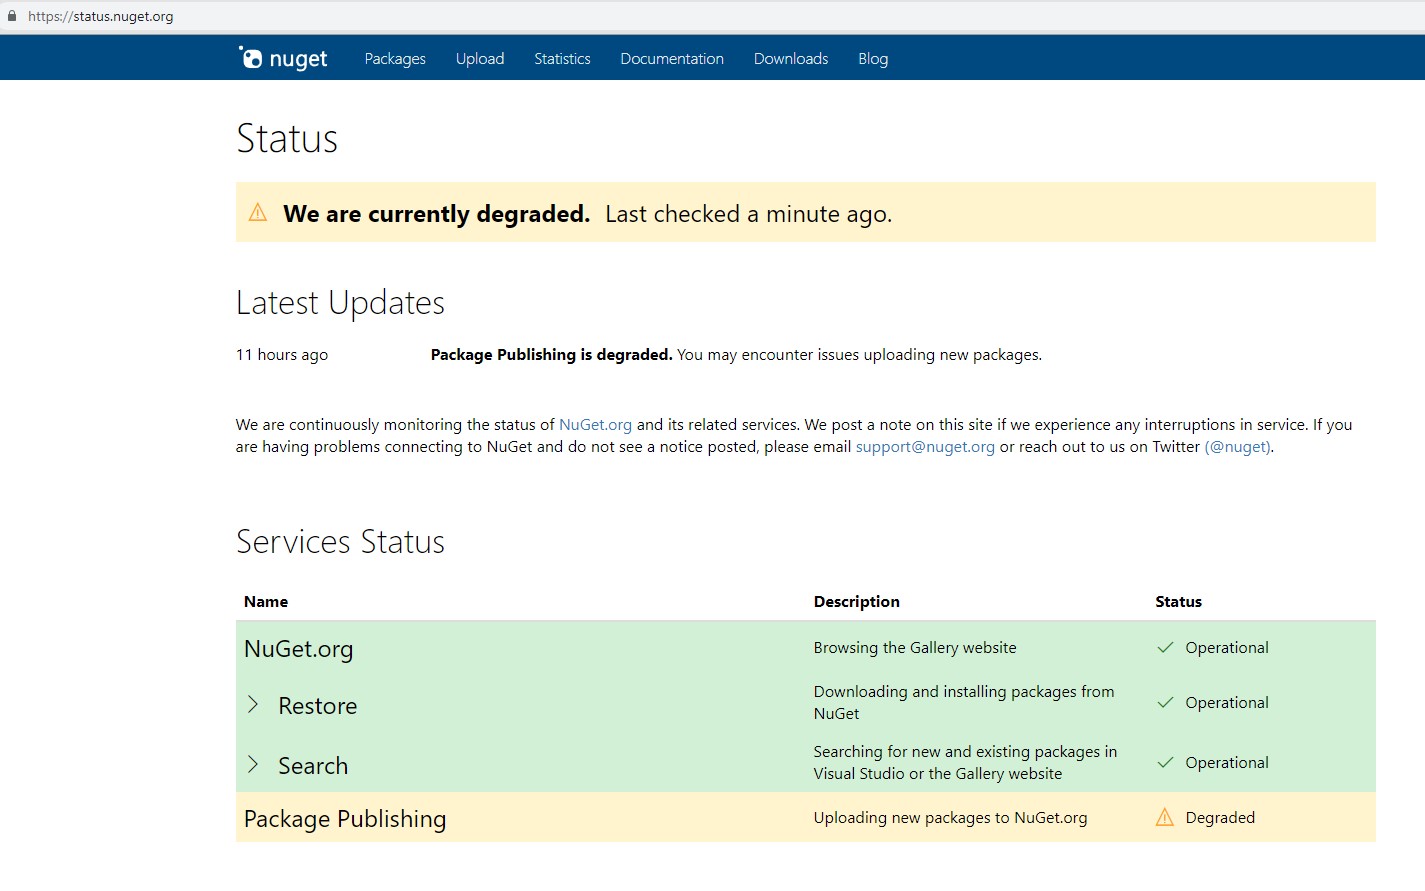 https://status.nuget.org
nuget Packages Upload Statistics Documentation Downloads Blog
Status
We are currently degraded. Last checked a minute ago.
Latest Updates
11 hours ago Package Publishing is degraded. You may encounter issues uploading new packages.
We are continuously monitoring the status of NuGet.org and its related services. We post a note on this site if we experience any interruptions in service. If you
are having problems connecting to NuGet and do not see a notice posted, please email support@nuget.org or reach out to us on Twitter (@nuget).
Services Status
Name Description Status
NuGet.org Browsing the Gallery website Operational
Restore Downloading and installing packages from
NuGet Operational
Search Searching for new and existing packages in
Visual Studio or the Gallery website Operational
Package Publishing Uploading new packages to NuGet.org Degraded